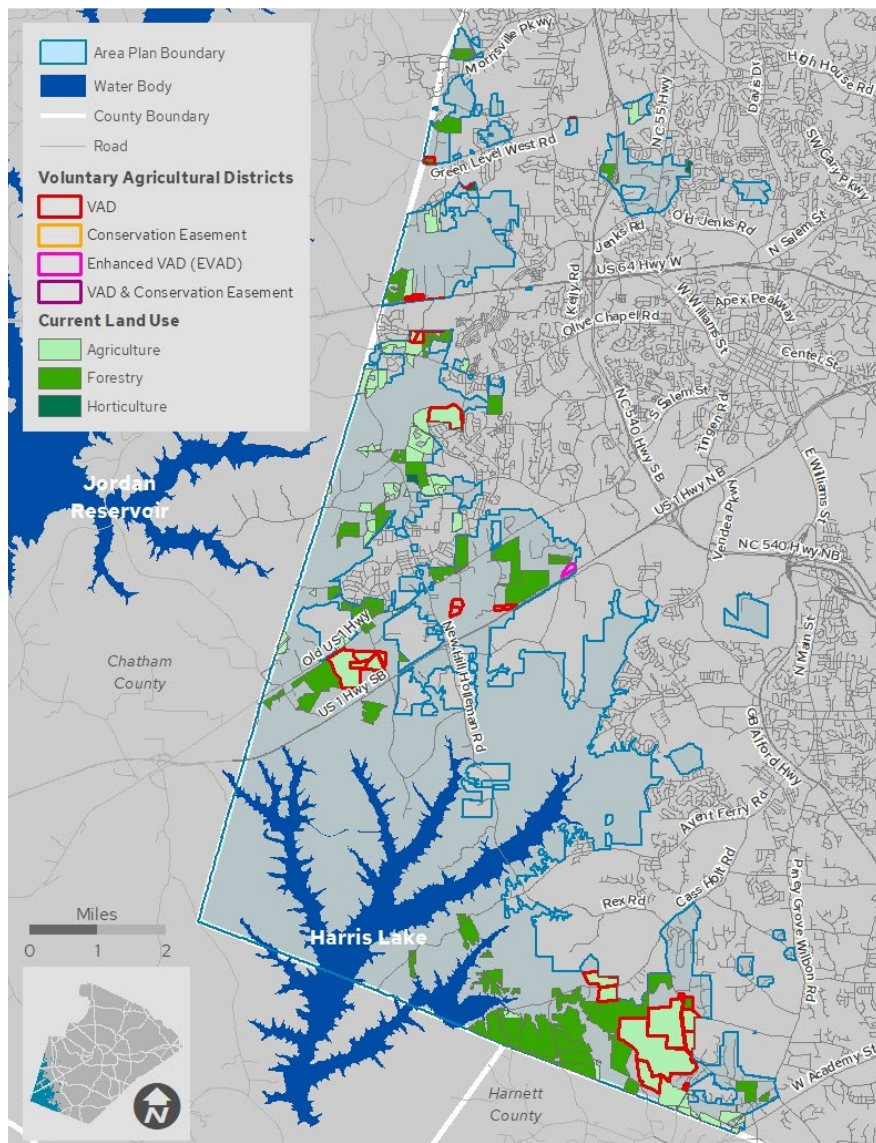 Area Plan Boundary
Water Body
County Boundary
Road
Voluntary Agricultural Districts
VAD
Conservation Easement
Enhanced VAD (EVAD)
VAD & Conservation Easement
Current Land Use
Agriculture
Forestry
Horticulture
Morrisville Pkwy
High House Rd
Davis Dr
NC 55 Hwy
SW Cary Pkwy
Green Level West Rd
Old Jenks Rd
Jenks Rd
N Salem St
US 64 Hwy W
Kelly Rd
Apex Peakway
Olive Chapel Rd
W Williams St
Center St
S Salem St
NC 540 Hwy SB
Tingen Rd
E Williams St
Jordan
Reservoir
US 1 Hwy NB
Veridea Pkwy
NC 540 Hwy NB
Old US 1 Hwy
New Hill Holleman Rd
N Main St
Chatham
County
US 1 Hwy SB
GB Alford Hwy
Avent Ferry Rd
Cass Holt Rd
Rex Rd
Piney Grove Wilbon Rd
Miles
0 1 2
Harris Lake
W Academy St
Harnett
County
N